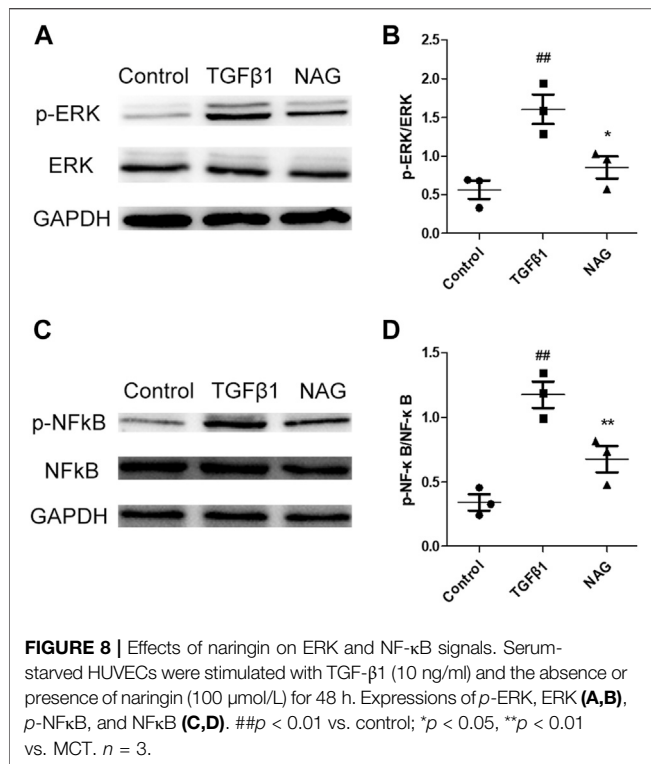 A
Control TGFβ1 NAG
p-ERK
ERK
GAPDH
B
p-ERK/ERK
2.5
2.0
1.5
1.0
0.5
0.0
##
*
Control
TGFβ1
NAG
C
Control TGFβ1 NAG
p-NFkB
NFkB
GAPDH
D
p-NF-κ B/NF-κ B
1.5
1.0
0.5
0.0
##
**
Control
TGFβ1
NAG
FIGURE 8 | Effects of naringin on ERK and NF-κB signals. Serum-
starved HUVECs were stimulated with TGF-β1 (10 ng/ml) and the absence or
presence of naringin (100 μmol/L) for 48 h. Expressions of p-ERK, ERK (A,B),
p-NFκB, and NFκB (C,D). ##p < 0.01 vs. control; *p < 0.05, **p < 0.01
vs. MCT. n = 3.